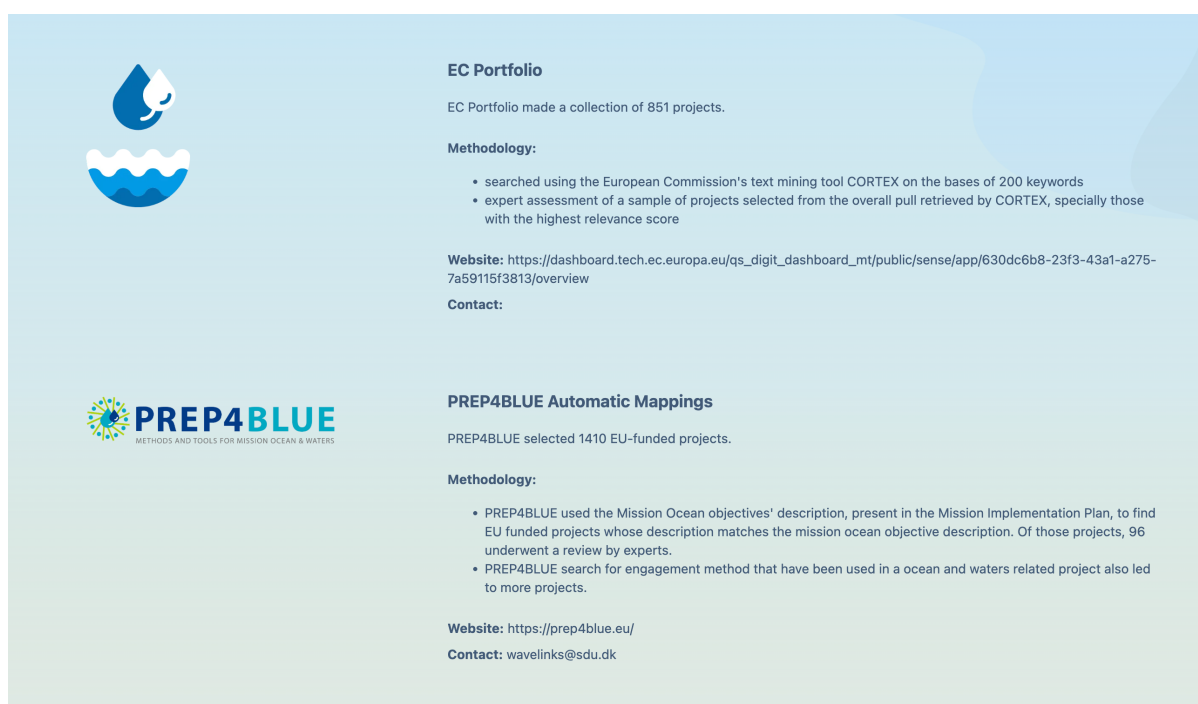 EC Portfolio
EC Portfolio made a collection of 851 projects.
Methodology:
• searched using the European Commission's text mining tool CORTEX on the bases of 200 keywords
• expert assessment of a sample of projects selected from the overall pull retrieved by CORTEX, specially those
with the highest relevance score
Website: https://dashboard.tech.ec.europa.eu/qs_digit_dashboard_mt/public/sense/app/630dc6b8-23f3-43a1-a275-
7a59115f3813/overview
Contact:
PREP4BLUE
METHODS AND TOOLS FOR MISSION OCEAN & WATERS
PREP4BLUE Automatic Mappings
PREP4BLUE selected 1410 EU-funded projects.
Methodology:
• PREP4BLUE used the Mission Ocean objectives' description, present in the Mission Implementation Plan, to find
EU funded projects whose description matches the mission ocean objective description. Of those projects, 96
underwent a review by experts.
• PREP4BLUE search for engagement method that have been used in a ocean and waters related project also led
to more projects.
Website: https://prep4blue.eu/
Contact: wavelinks@sdu.dk